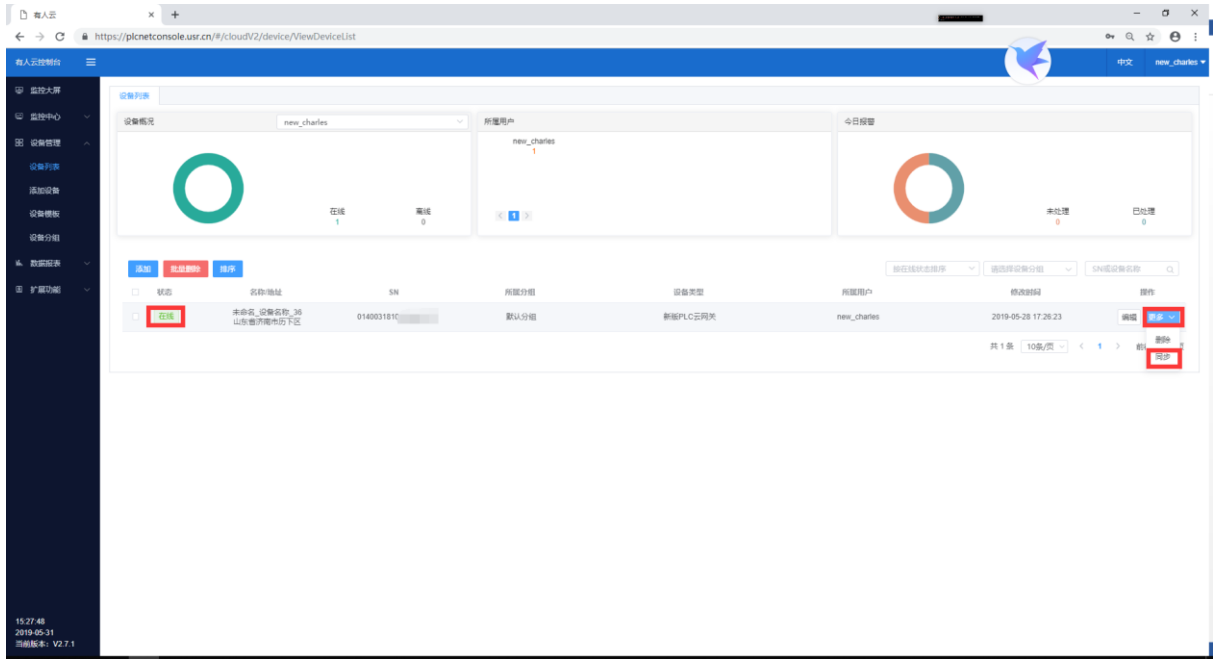 有人云
https://plcnetconsole.usr.cn/#/cloudV2/device/ViewDeviceList
有人云控制台
中文 new_charles
监控大屏
监控中心
设备管理
设备列表
添加设备
设备模板
设备分组
数据报表
扩展功能
15:27:48
2019-05-31
当前版本：V2.7.1
设备列表
设备概况 new_charles
在线 离线
1 0
所属用户
new_charles
1
1
今日报警
未处理 已处理
0 0
添加 批量删除 排序
按在线状态排序 请选择设备分组 SN或设备名称
状态 名称/地址 SN 所属分组 设备类型 所属用户 修改时间 操作
在线 未命名_设备名称_36 0140031810 默认分组 新版PLC云网关 new_charles 2019-05-28 17:26:23 编辑 更多
山东省济南市历下区
删除
同步
共 1 条 10条/页 1 前